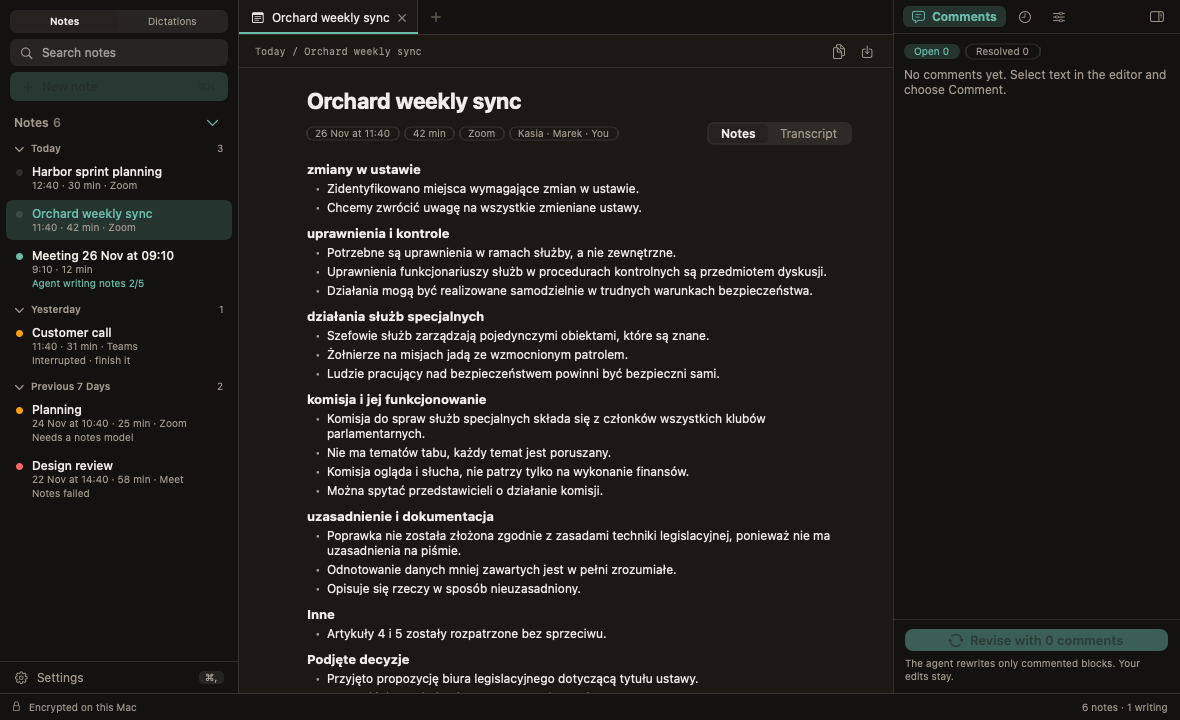 Notes
Dictations
Search notes
New note ⌘N
Notes 6
Today 3
Harbor sprint planning
12:40 · 30 min · Zoom
Orchard weekly sync
11:40 · 42 min · Zoom
Meeting 26 Nov at 09:10
9:10 · 12 min
Agent writing notes 2/5
Yesterday 1
Customer call
11:40 · 31 min · Teams
Interrupted · finish it
Previous 7 Days 2
Planning
24 Nov at 10:40 · 25 min · Zoom
Needs a notes model
Design review
22 Nov at 14:40 · 58 min · Meet
Notes failed
Settings ⌘,
Encrypted on this Mac
Orchard weekly sync
Today / Orchard weekly sync
Orchard weekly sync
26 Nov at 11:40
42 min
Zoom
Kasia · Marek · You
Notes
Transcript
zmiany w ustawie
• Zidentyfikowano miejsca wymagające zmian w ustawie.
• Chcemy zwrócić uwagę na wszystkie zmieniane ustawy.
uprawnienia i kontrole
• Potrzebne są uprawnienia w ramach służby, a nie zewnętrzne.
• Uprawnienia funkcjonariuszy służb w procedurach kontrolnych są przedmiotem dyskusji.
• Działania mogą być realizowane samodzielnie w trudnych warunkach bezpieczeństwa.
działania służb specjalnych
• Szefowie służb zarządzają pojedynczymi obiektami, które są znane.
• Żołnierze na misjach jadą ze wzmocnionym patrolem.
• Ludzie pracujący nad bezpieczeństwem powinni być bezpieczni sami.
komisja i jej funkcjonowanie
• Komisja do spraw służb specjalnych składa się z członków wszystkich klubów
parlamentarnych.
• Nie ma tematów tabu, każdy temat jest poruszany.
• Komisja ogląda i słucha, nie patrzy tylko na wykonanie finansów.
• Można spytać przedstawicieli o działanie komisji.
uzasadnienie i dokumentacja
• Poprawka nie została złożona zgodnie z zasadami techniki legislacyjnej, ponieważ nie ma
uzasadnienia na piśmie.
• Odnotowanie danych mniej zawartych jest w pełni zrozumiałe.
• Opisuje się rzeczy w sposób nieuzasadniony.
Inne
• Artykuły 4 i 5 zostały rozpatrzone bez sprzeciwu.
Podjęte decyzje
• Przyjęto propozycję biura legislacyjnego dotyczącą tytułu ustawy.
Comments
Open 0
Resolved 0
No comments yet. Select text in the editor and
choose Comment.
Revise with 0 comments
The agent rewrites only commented blocks. Your
edits stay.
6 notes · 1 writing